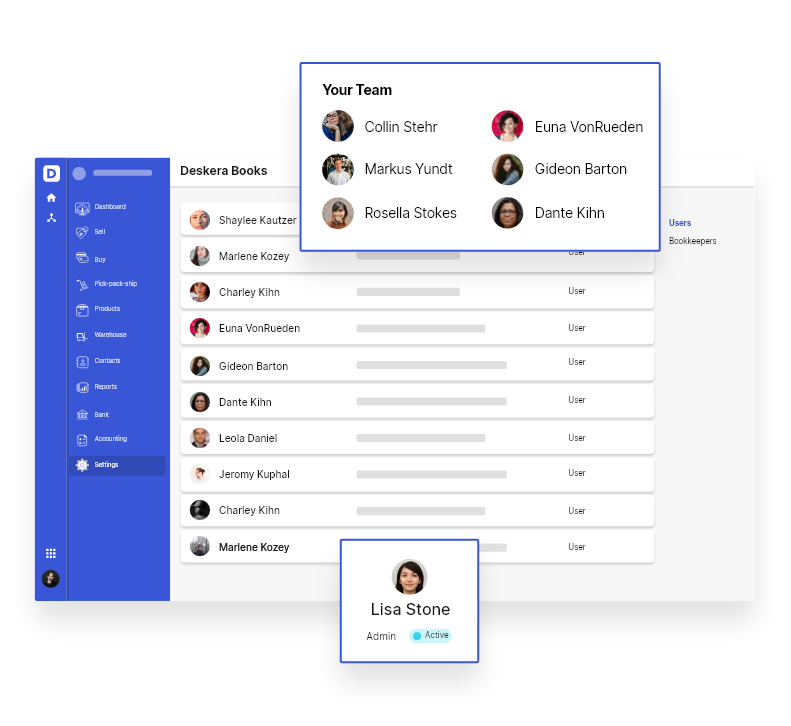 Your Team
Collin Stehr
Euna VonRueden
Markus Yundt
Gideon Barton
Rosella Stokes
Dante Kihn
D
Deskera Books
Dashboard
Sell
Buy
Pick-pack-ship
Products
Warehouse
Contacts
Reports
Bank
Accounting
Settings
Shaylee Kautzer
Marlene Kozey
User
Charley Kihn
User
Euna VonRueden
User
Gideon Barton
User
Dante Kihn
User
Leola Daniel
User
Jeromy Kuphal
User
Charley Kihn
User
Marlene Kozey
User
Users
Bookkeepers
Lisa Stone
Admin
Active